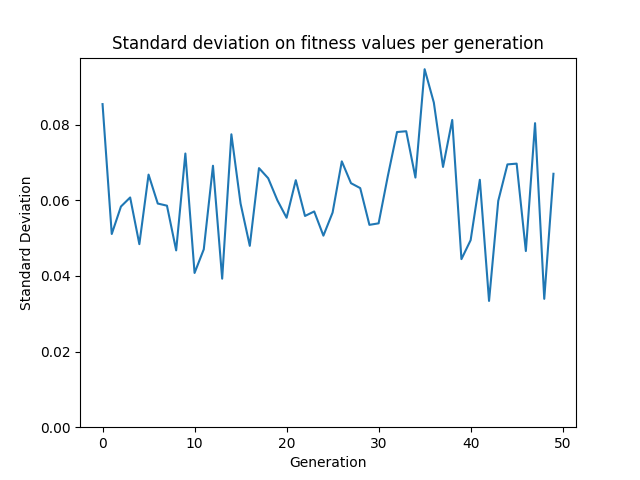 Standard deviation on fitness values per generation
0.08
0.06
0.04
0.02
0.00
Standard Deviation
0 10 20 30 40 50
Generation